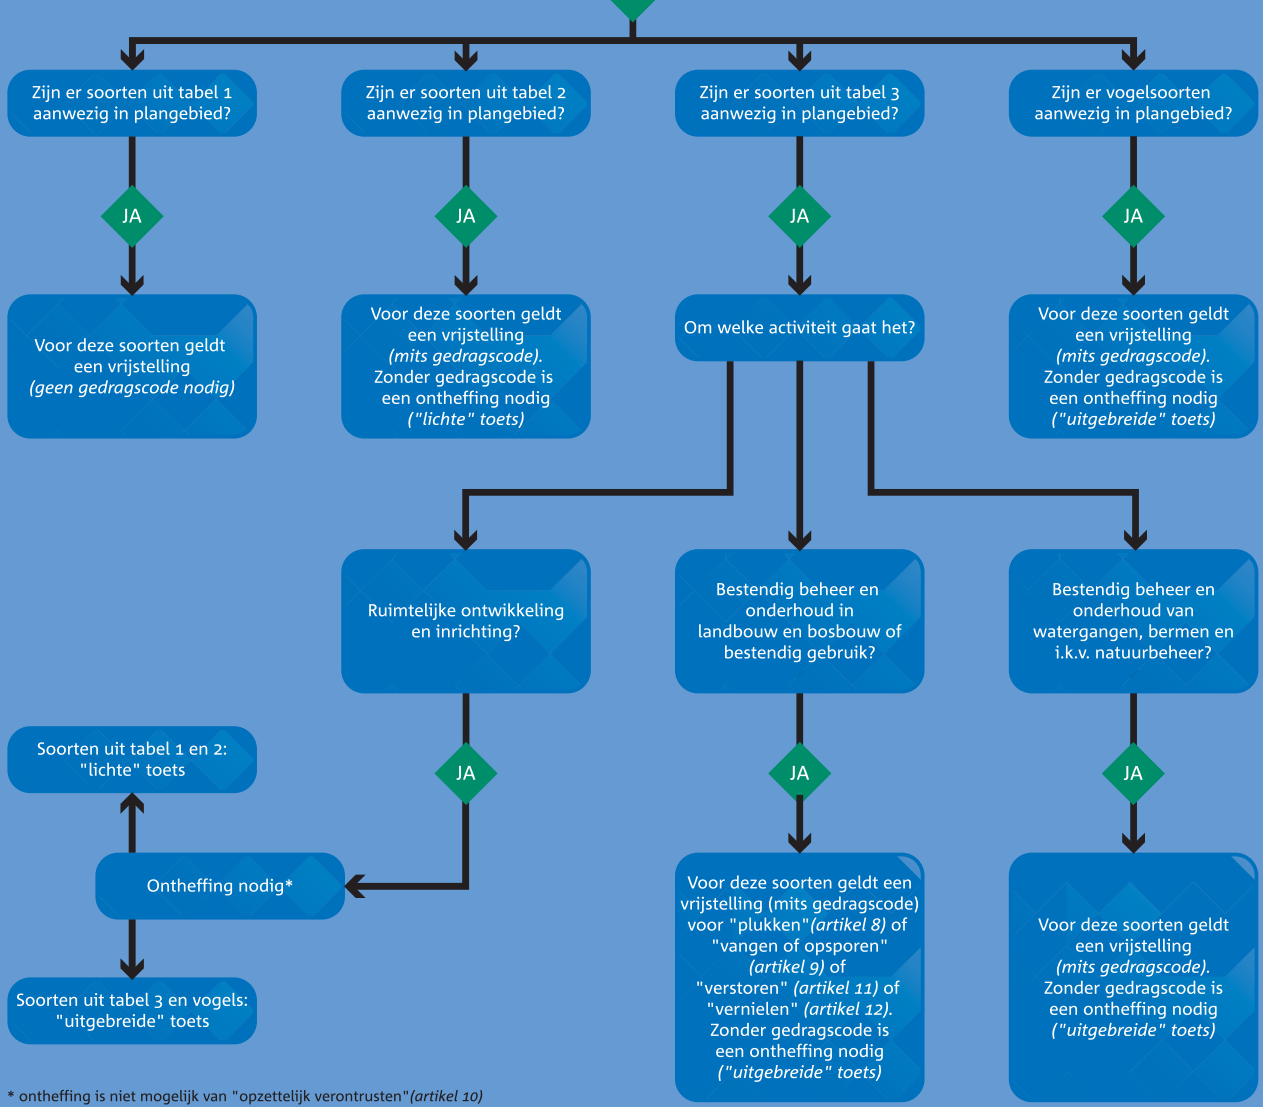 Zijn er soorten uit tabel 1
aanwezig in plangebied?
Zijn er soorten uit tabel 2
aanwezig in plangebied?
Zijn er soorten uit tabel 3
aanwezig in plangebied?
Zijn er vogelsoorten
aanwezig in plangebied?
JA
JA
JA
JA
Voor deze soorten geldt
een vrijstelling
(geen gedragscode nodig)
Voor deze soorten geldt
een vrijstelling
(mits gedragscode).
Zonder gedragscode is
een ontheffing nodig
("lichte" toets)
Om welke activiteit gaat het?
Voor deze soorten geldt
een vrijstelling
(mits gedragscode).
Zonder gedragscode is
een ontheffing nodig
("uitgebreide" toets)
Ruimtelijke ontwikkeling
en inrichting?
Bestendig beheer en
onderhoud in
landbouw en bosbouw of
bestendig gebruik?
Bestendig beheer en
onderhoud van
watergangen, bermen en
i.k.v. natuurbeheer?
JA
JA
JA
Soorten uit tabel 1 en 2:
"lichte" toets
Ontheffing nodig*
Soorten uit tabel 3 en vogels:
"uitgebreide" toets
Voor deze soorten geldt een
vrijstelling (mits gedragscode)
voor "plukken"(artikel 8) of
"vangen of opsporen"
(artikel 9) of
"verstoren" (artikel 11) of
"vernielen" (artikel 12).
Zonder gedragscode is
een ontheffing nodig
("uitgebreide" toets)
Voor deze soorten geldt
een vrijstelling
(mits gedragscode).
Zonder gedragscode is
een ontheffing nodig
("uitgebreide" toets)
* ontheffing is niet mogelijk van "opzettelijk verontrusten"(artikel 10)